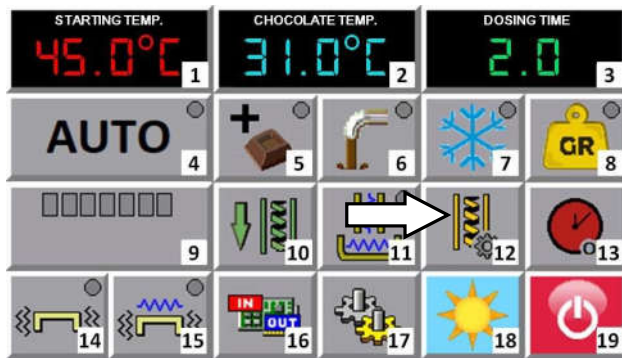 STARTING TEMP. CHOCOLATE TEMP. DOSING TIME
45.0°C 1 31.0°C 2 2.0 3
AUTO 4 + 5 6 7 GR 8
9 10 11 12 13
14 15 IN OUT 16 17 18 19